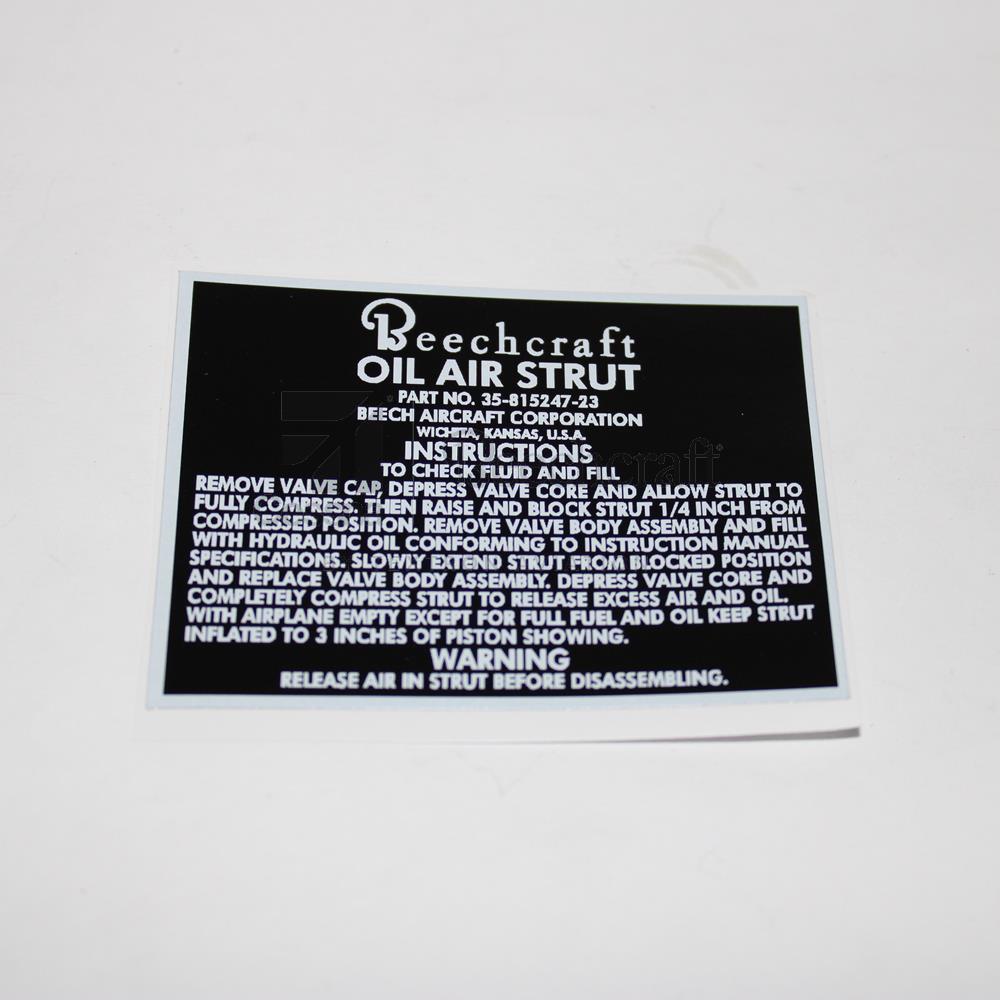 Beechcraft
OIL AIR STRUT
PART NO. 35-815247-23
BEECH AIRCRAFT CORPORATION
WICHITA, KANSAS, U.S.A.
INSTRUCTIONS
TO CHECK FLUID AND FILL
REMOVE VALVE CAP, DEPRESS VALVE CORE AND ALLOW STRUT TO
FULLY COMPRESS. THEN RAISE AND BLOCK STRUT 1/4 INCH FROM
COMPRESSED POSITION. REMOVE VALVE BODY ASSEMBLY AND FILL
WITH HYDRAULIC OIL CONFORMING TO INSTRUCTION MANUAL
SPECIFICATIONS. SLOWLY EXTEND STRUT FROM BLOCKED POSITION
AND REPLACE VALVE BODY ASSEMBLY. DEPRESS VALVE CORE AND
COMPLETELY COMPRESS STRUT TO RELEASE EXCESS AIR AND OIL.
WITH AIRPLANE EMPTY EXCEPT FOR FULL FUEL AND OIL KEEP STRUT
INFLATED TO 3 INCHES OF PISTON SHOWING.
WARNING
RELEASE AIR IN STRUT BEFORE DISASSEMBLING.